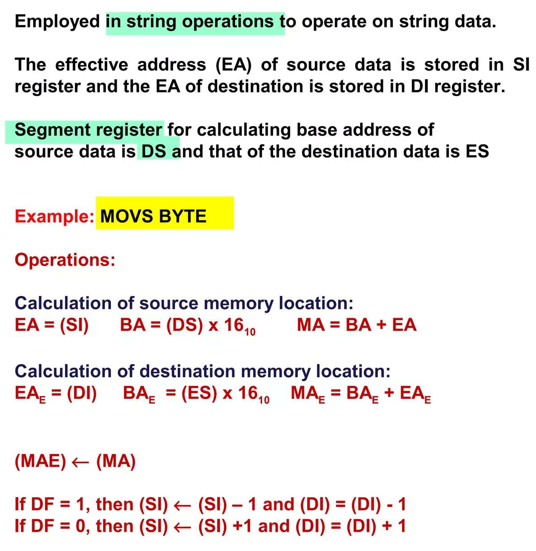 Employed in string operations to operate on string data.
The effective address (EA) of source data is stored in SI
register and the EA of destination is stored in DI register.
Segment register for calculating base address of
source data is DS and that of the destination data is ES
Example: MOVS BYTE
Operations:
Calculation of source memory location:
EA = (SI) BA = (DS) x 16₁₀ MA = BA + EA
Calculation of destination memory location:
EA_E = (DI) BA_E = (ES) x 16₁₀ MA_E = BA_E + EA_E
(MAE) ← (MA)
If DF = 1, then (SI) ← (SI) – 1 and (DI) = (DI) - 1
If DF = 0, then (SI) ← (SI) +1 and (DI) = (DI) + 1